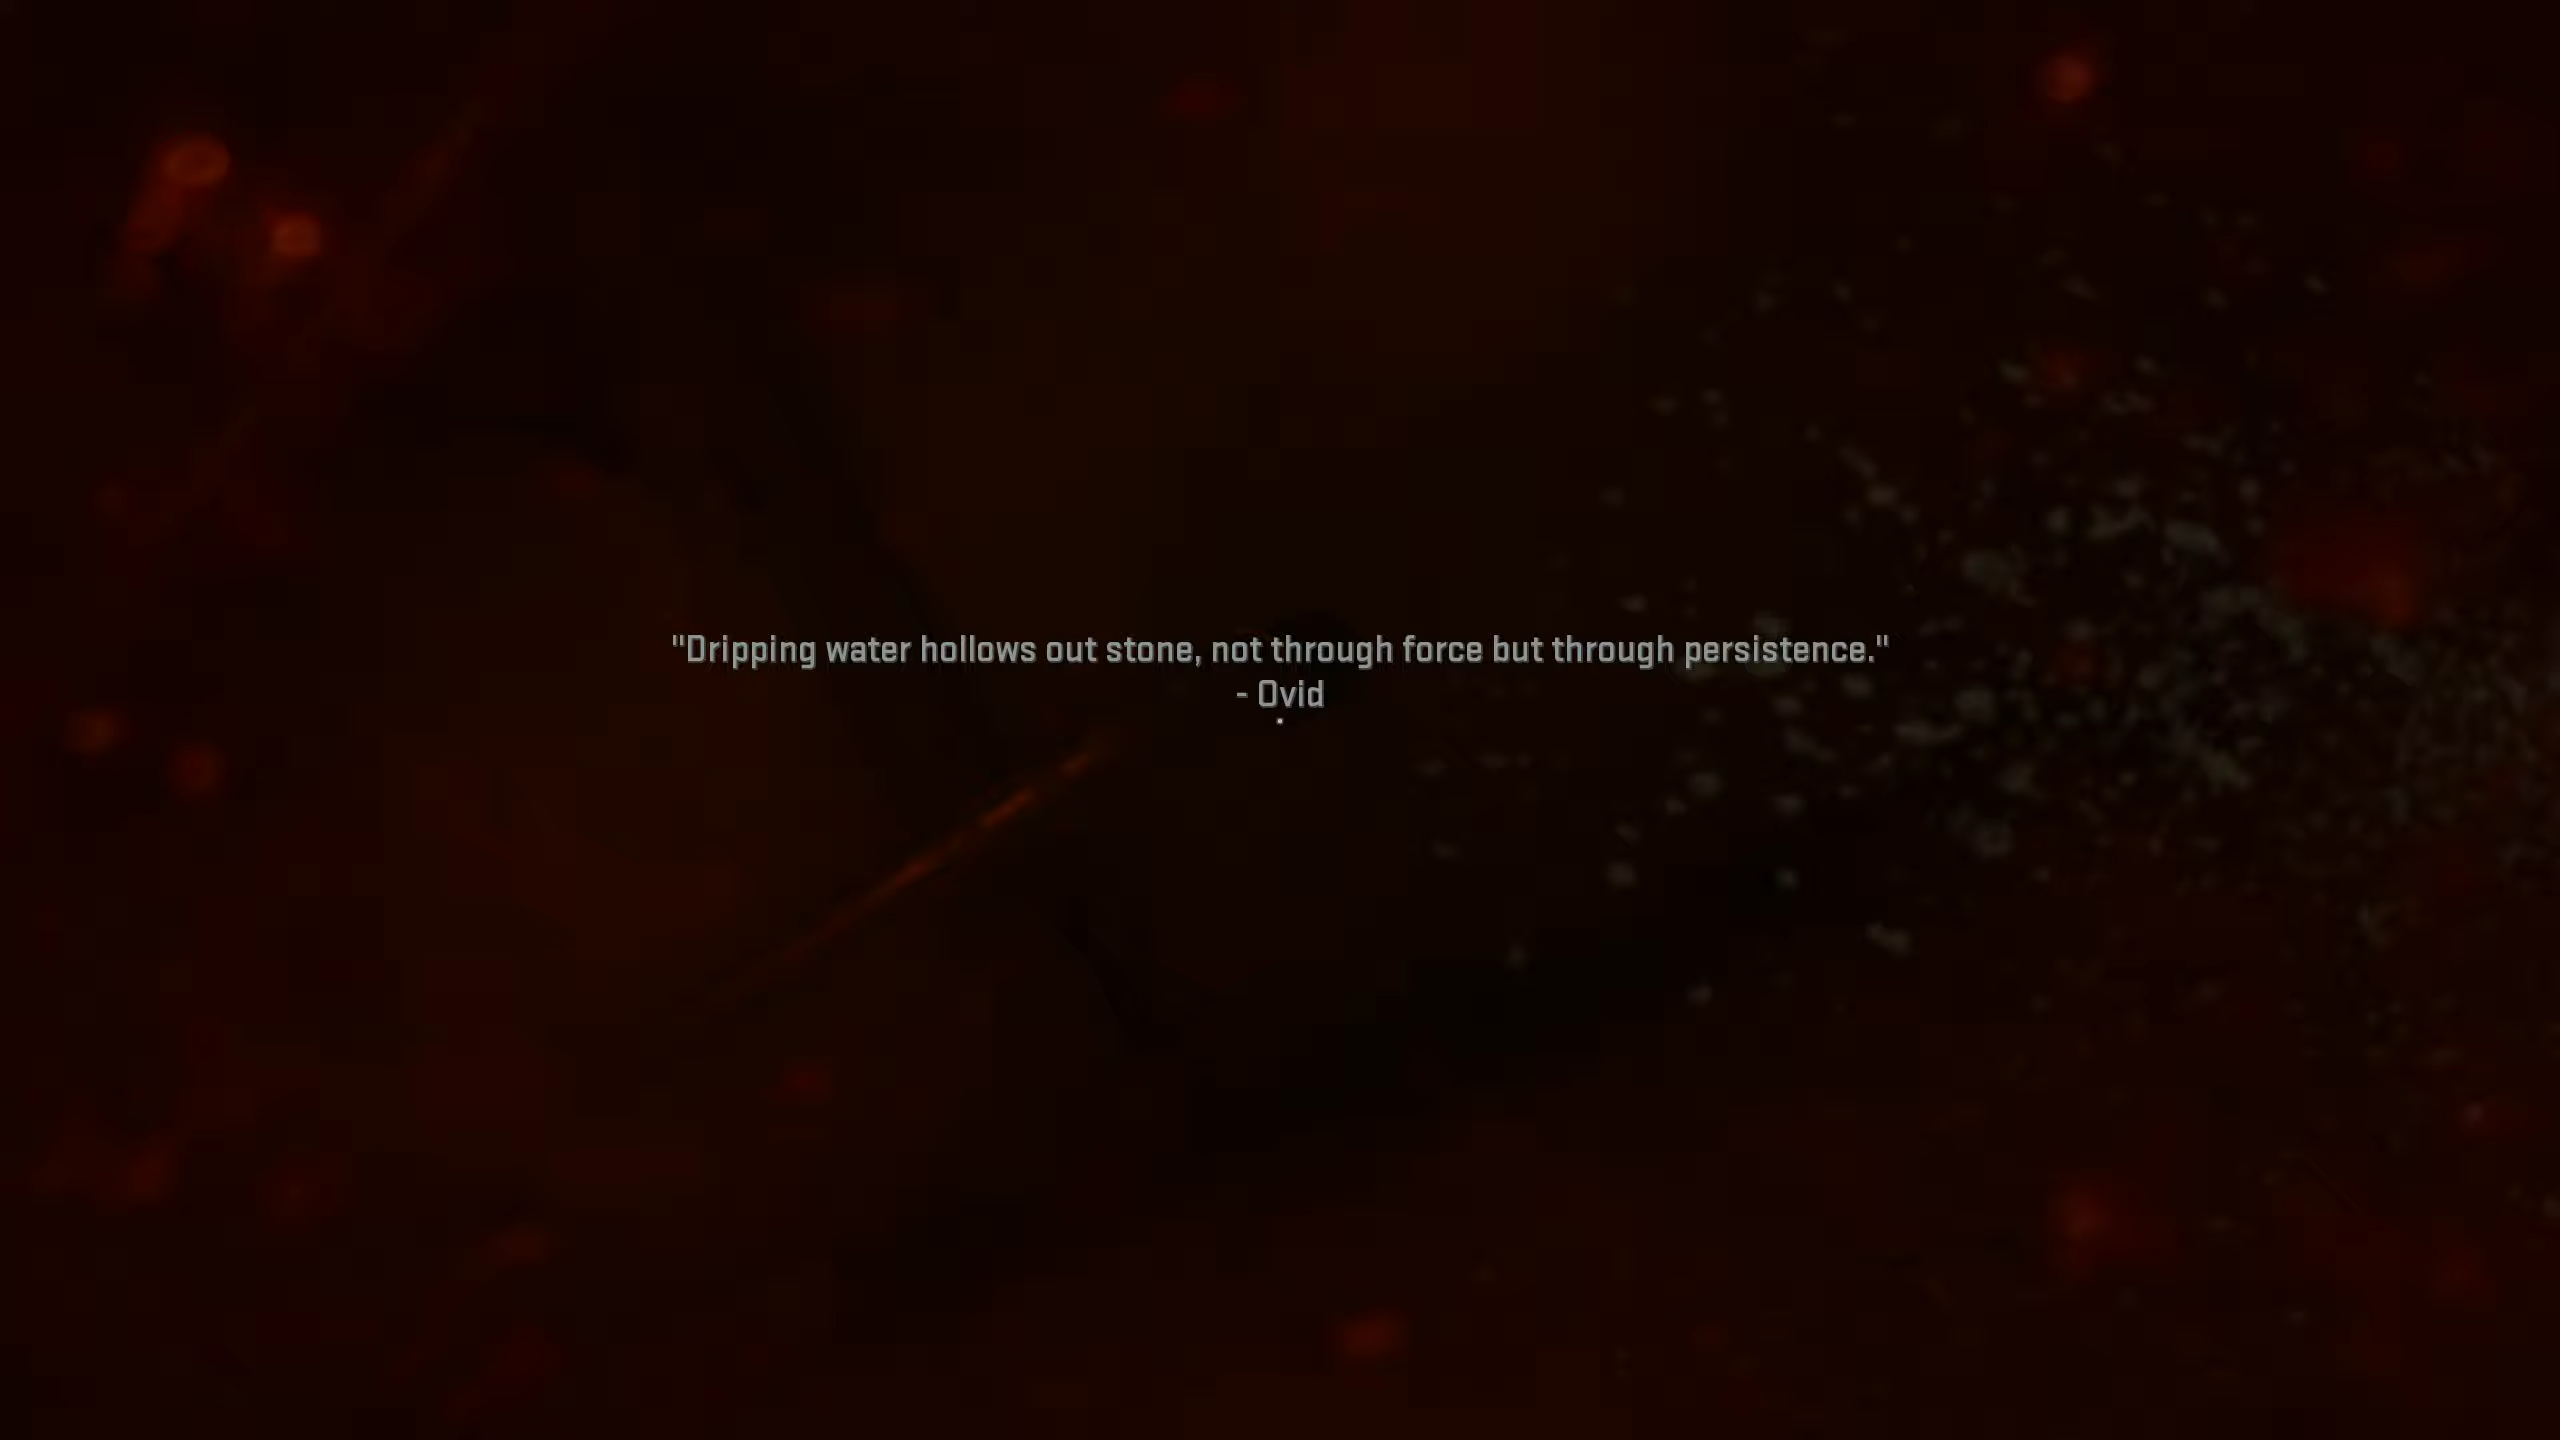 "Dripping water hollows out stone, not through force but through persistence."
- Ovid